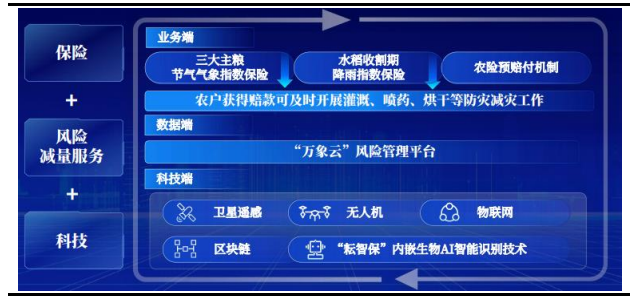 保险
+
风险
减量服务
+
科技
业务端
三大主粮
节气气象指数保险
水稻收割期
降雨指数保险
农险预赔付机制
农户获得赔款可及时开展灌溉、喷药、烘干等防灾减灾工作
数据端
“万象云”风险管理平台
科技端
卫星遥感
无人机
物联网
区块链
“耘智保”内嵌生物AI智能识别技术